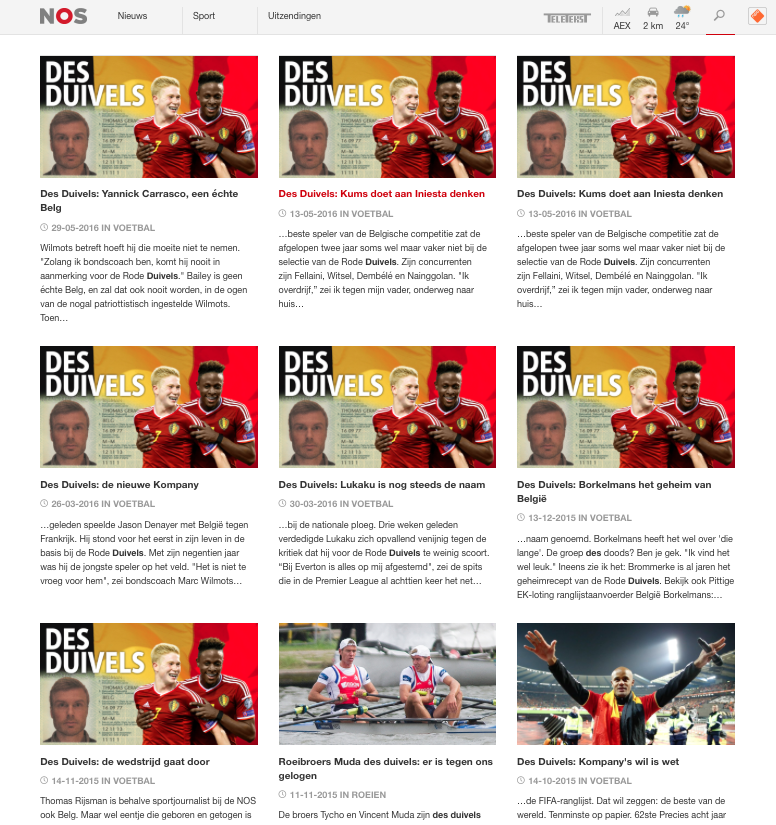 NOS
Nieuws
Sport
Uitzendingen
TELETEKST
AEX
2 km
24°
DES DUIVELS
DES DUIVELS
DES DUIVELS
Des Duivels: Yannick Carrasco, een échte
Belg
29-05-2016 IN VOETBAL
Wilmots betreft hoeft hij die moeite niet te nemen.
"Zolang ik bondscoach ben, komt hij nooit in
aanmerking voor de Rode Duivels." Bailey is geen
échte Belg, en zal dat ook nooit worden, in de ogen
van de nogal patriottistisch ingestelde Wilmots.
Toen…
Des Duivels: Kums doet aan Iniesta denken
13-05-2016 IN VOETBAL
…beste speler van de Belgische competitie zat de
afgelopen twee jaar soms wel maar vaker niet bij de
selectie van de Rode Duivels. Zijn concurrenten
zijn Fellaini, Witsel, Dembélé en Nainggolan. "Ik
overdrijf," zei ik tegen mijn vader, onderweg naar
huis…
Des Duivels: Kums doet aan Iniesta denken
13-05-2016 IN VOETBAL
…beste speler van de Belgische competitie zat de
afgelopen twee jaar soms wel maar vaker niet bij de
selectie van de Rode Duivels. Zijn concurrenten
zijn Fellaini, Witsel, Dembélé en Nainggolan. "Ik
overdrijf," zei ik tegen mijn vader, onderweg naar
huis…
DES DUIVELS
DES DUIVELS
DES DUIVELS
Des Duivels: de nieuwe Kompany
26-03-2016 IN VOETBAL
…geleden speelde Jason Denayer met België tegen
Frankrijk. Hij stond voor het eerst in zijn leven in de
basis bij de Rode Duivels. Met zijn negentien jaar
was hij de jongste speler op het veld. "Het is niet te
vroeg voor hem", zei bondscoach Marc Wilmots…
Des Duivels: Lukaku is nog steeds de naam
30-03-2016 IN VOETBAL
…bij de nationale ploeg. Drie weken geleden
verdedigde Lukaku zich opvallend venijnig tegen de
kritiek dat hij voor de Rode Duivels te weinig scoort.
"Bij Everton is alles op mij afgestemd", zei de spits
die in de Premier League al achttien keer het net…
Des Duivels: Borkelmans het geheim van
België
13-12-2015 IN VOETBAL
…naam genoemd. Borkelmans heeft het wel over 'die
lange'. De groep des doods? Ben je gek. "Ik vind het
wel leuk." Ineens zie ik het: Brommerke is al jaren het
geheimrecept van de Rode Duivels. Bekijk ook Pittige
EK-loting ranglijstaanvoerder België Borkelmans:…
DES DUIVELS
Des Duivels: de wedstrijd gaat door
14-11-2015 IN VOETBAL
Thomas Rijsman is behalve sportjournalist bij de NOS
ook Belg. Maar wel eentje die geboren en getogen is
Roeibroers Muda des duivels: er is tegen ons
gelogen
11-11-2015 IN ROEIEN
De broers Tycho en Vincent Muda zijn des duivels
Des Duivels: Kompany's wil is wet
14-10-2015 IN VOETBAL
…de FIFA-ranglijst. Dat wil zeggen: de beste van de
wereld. Tenminste op papier. 62ste Precies acht jaar